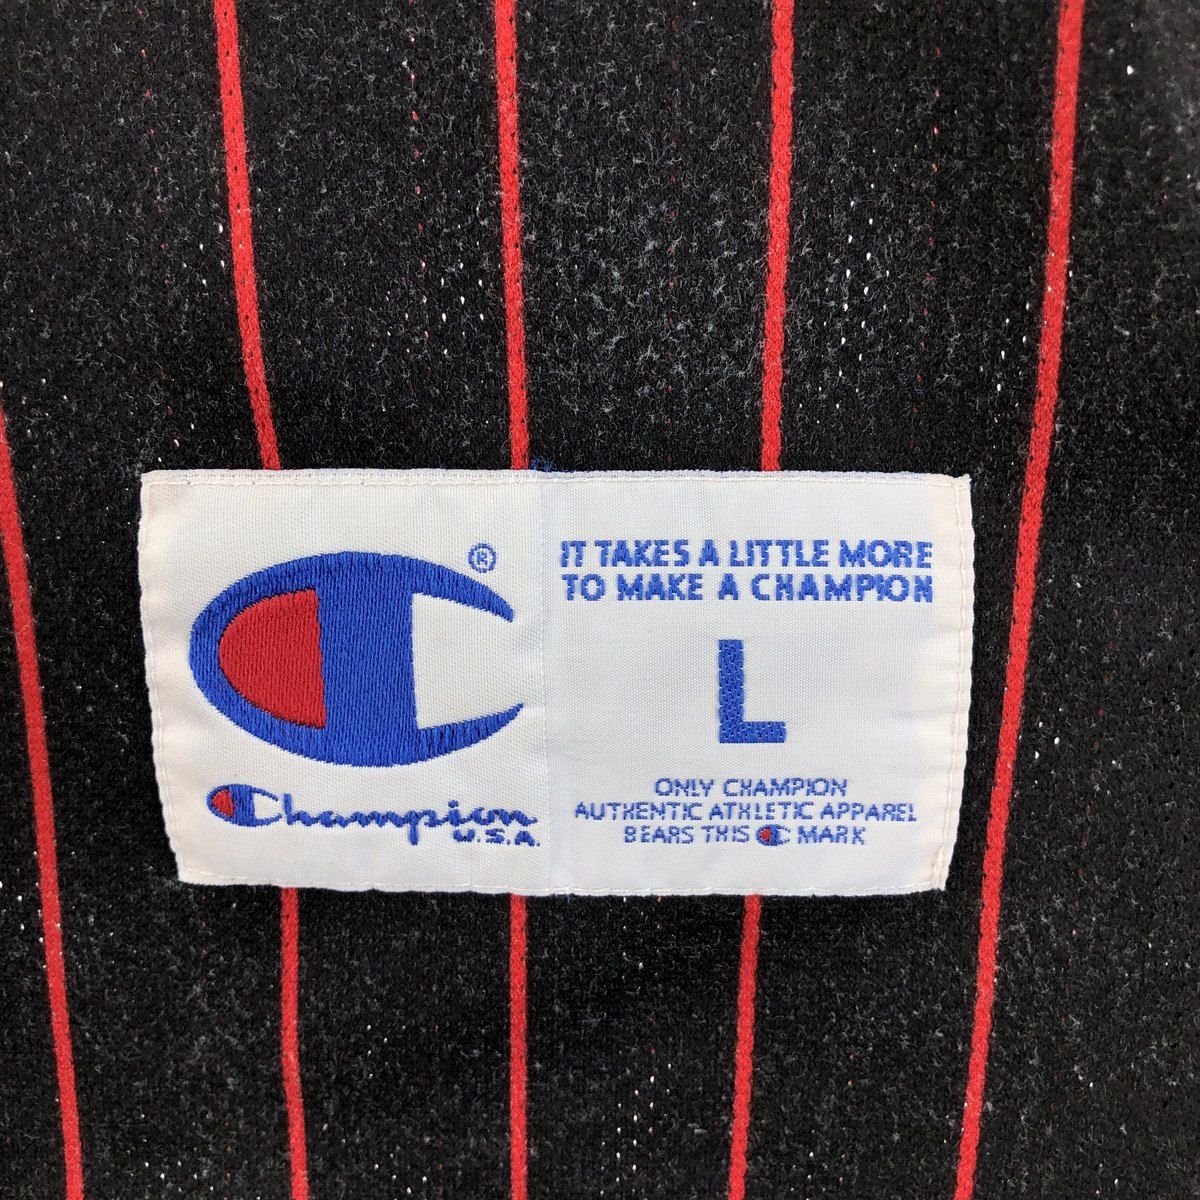 ®
Champion
U.S.A.
IT TAKES A LITTLE MORE
TO MAKE A CHAMPION
L
ONLY CHAMPION
AUTHENTIC ATHLETIC APPAREL
BEARS THIS C MARK